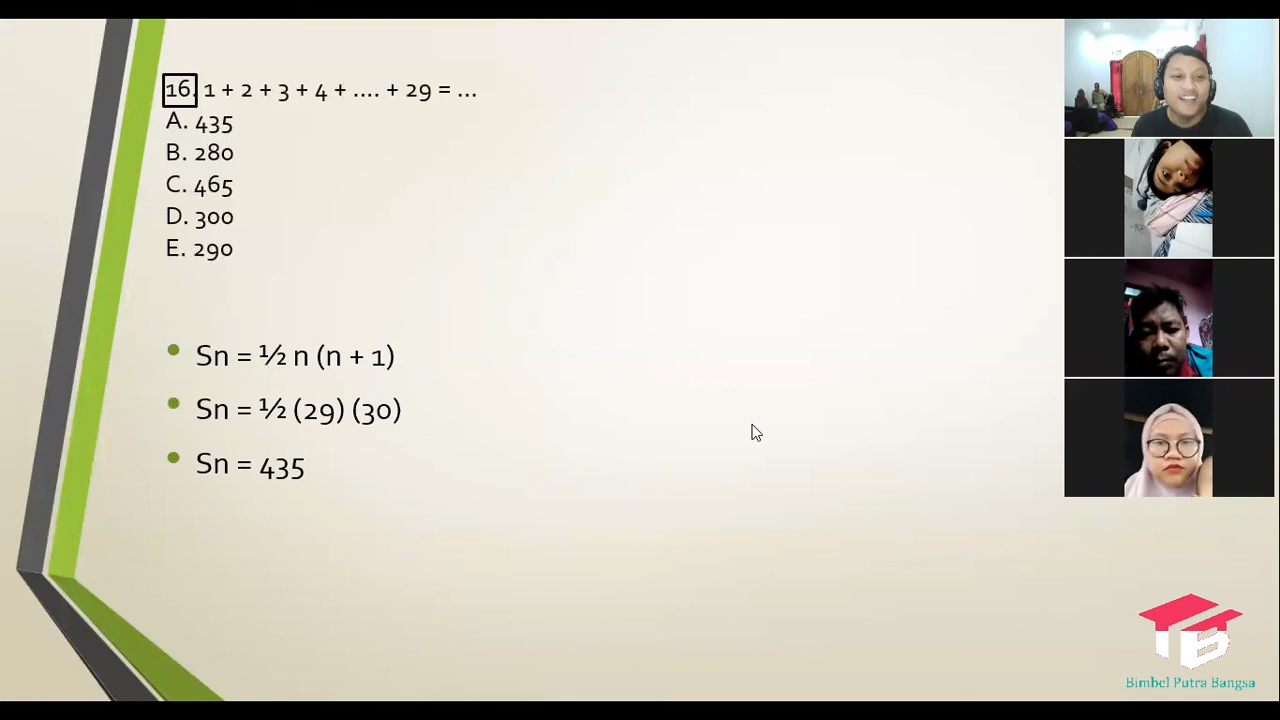 16. 1 + 2 + 3 + 4 + .... + 29 = ...
A. 435
B. 280
C. 465
D. 300
E. 290
• Sn = ½ n (n + 1)
• Sn = ½ (29) (30)
• Sn = 435
Bimbel Putra Bangsa